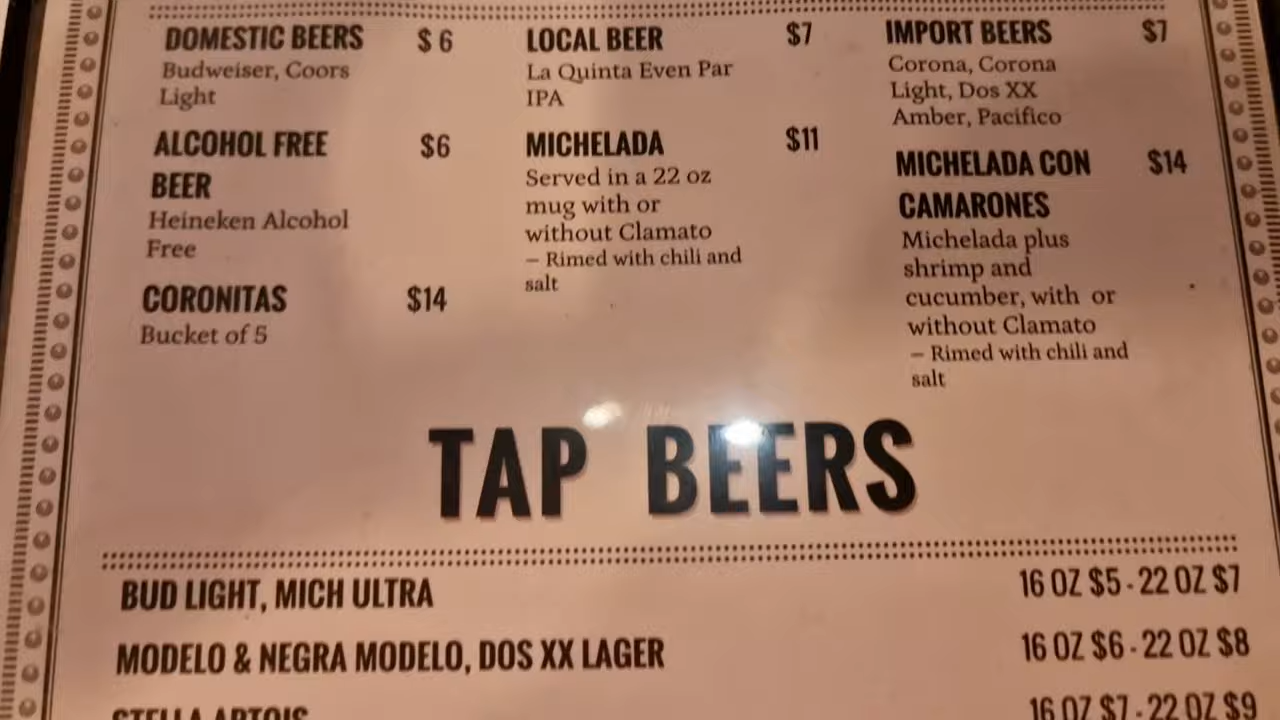 DOMESTIC BEERS $ 6
Budweiser, Coors
Light
ALCOHOL FREE $6
BEER
Heineken Alcohol
Free
CORONITAS $14
Bucket of 5
LOCAL BEER $7
La Quinta Even Par
IPA
MICHELADA $11
Served in a 22 oz
mug with or
without Clamato
– Rimed with chili and
salt
IMPORT BEERS $7
Corona, Corona
Light, Dos XX
Amber, Pacifico
MICHELADA CON $14
CAMARONES
Michelada plus
shrimp and
cucumber, with or
without Clamato
– Rimed with chili and
salt
TAP BEERS
BUD LIGHT, MICH ULTRA 16 OZ $5 - 22 OZ $7
MODELO & NEGRA MODELO, DOS XX LAGER 16 OZ $6 - 22 OZ $8
STELLA ARTOIS 16 OZ $7 - 22 OZ $9